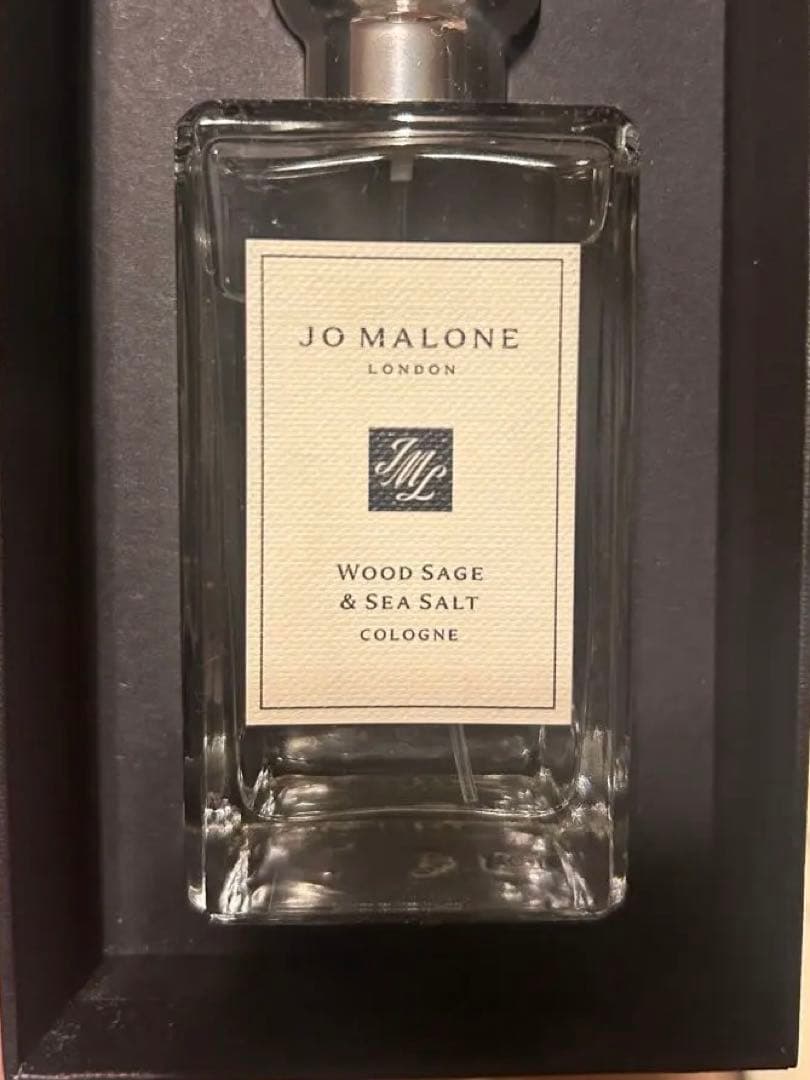 JO MALONE
LONDON
JML
WOOD SAGE
& SEA SALT
COLOGNE